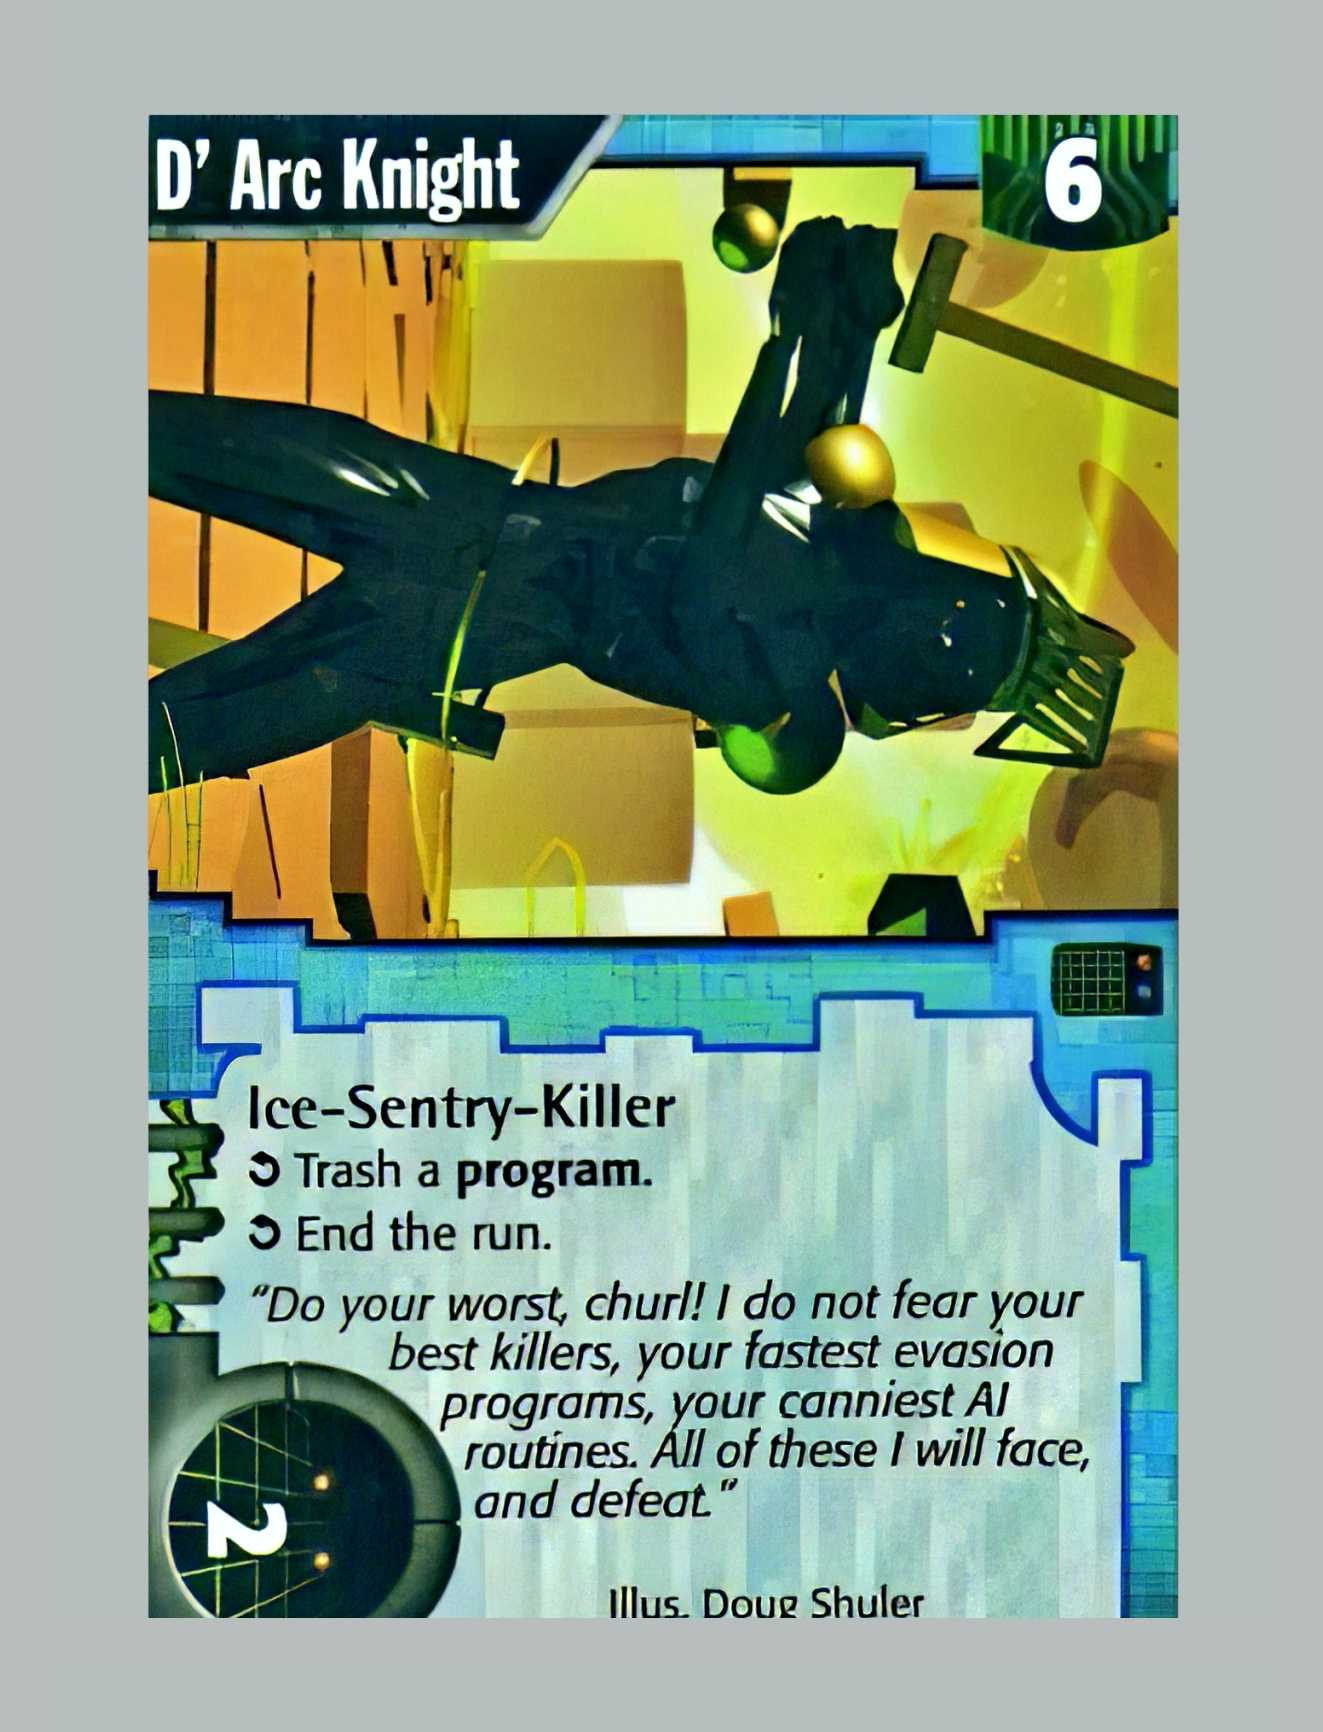 D' Arc Knight
6
Ice-Sentry-Killer
Trash a program.
End the run.
"Do your worst, churl! I do not fear your
best killers, your fastest evasion
programs, your canniest AI
routines. All of these I will face,
and defeat."
2
Illus. Doug Shuler